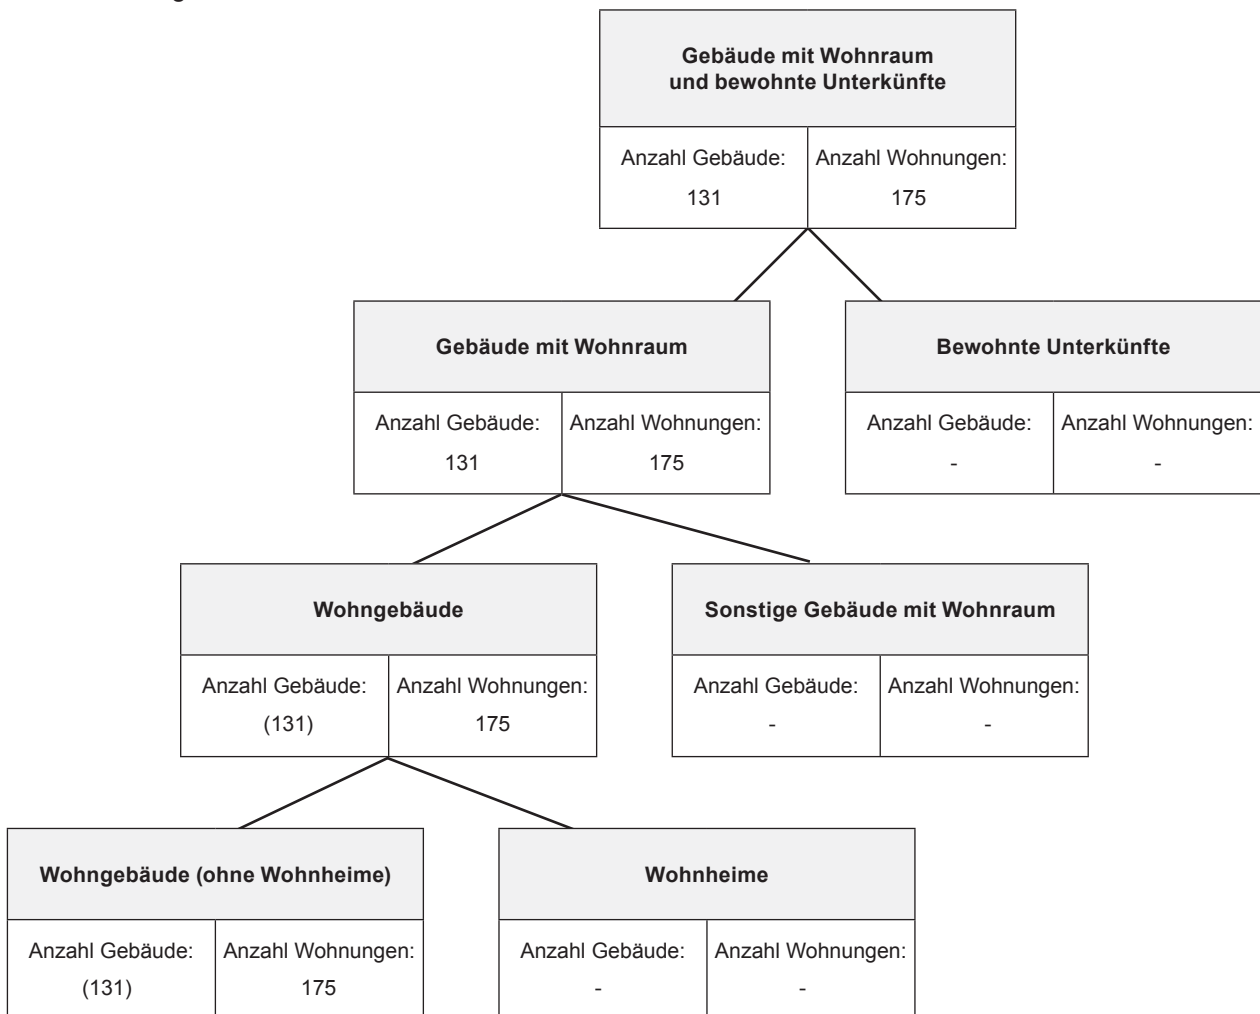 Gebäude mit Wohnraum
und bewohnte Unterkünfte
Anzahl Gebäude: Anzahl Wohnungen:
131 175
Gebäude mit Wohnraum Bewohnte Unterkünfte
Anzahl Gebäude: Anzahl Wohnungen: Anzahl Gebäude: Anzahl Wohnungen:
131 175 - -
Wohngebäude Sonstige Gebäude mit Wohnraum
Anzahl Gebäude: Anzahl Wohnungen: Anzahl Gebäude: Anzahl Wohnungen:
(131) 175 - -
Wohngebäude (ohne Wohnheime) Wohnheime
Anzahl Gebäude: Anzahl Wohnungen: Anzahl Gebäude: Anzahl Wohnungen:
(131) 175 - -